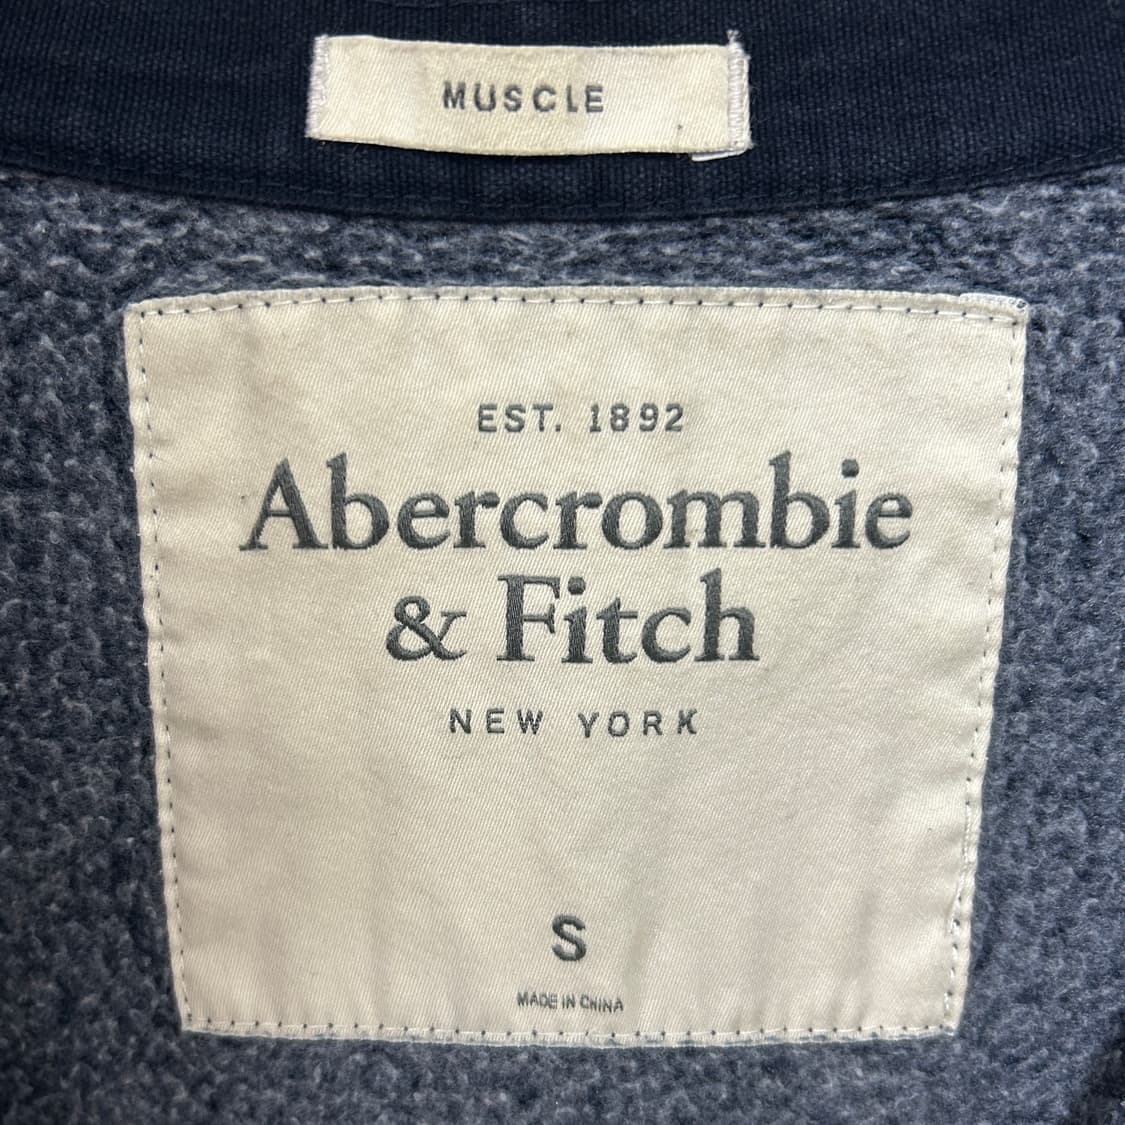 MUSCLE
EST. 1892
Abercrombie
& Fitch
NEW YORK
S
MADE IN CHINA